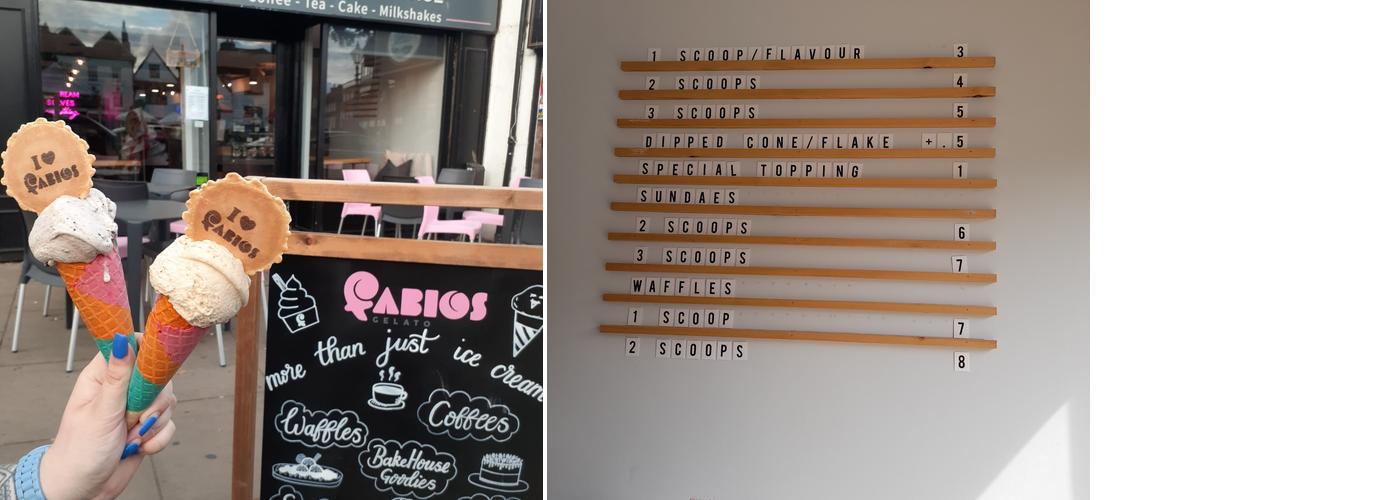 Coffee - Tea - Cake - Milkshakes
I ♥
FABIOS
I ♥
FABIOS
FABIOS
GELATO
more than just ice cream
Waffles
Coffees
BakeHouse
Goodies
1 SCOOP/FLAVOUR 3
2 SCOOPS 4
3 SCOOPS 5
DIPPED CONE/FLAKE +.5
SPECIAL TOPPING 1
SUNDAES
2 SCOOPS 6
3 SCOOPS 7
WAFFLES
1 SCOOP 7
2 SCOOPS 8